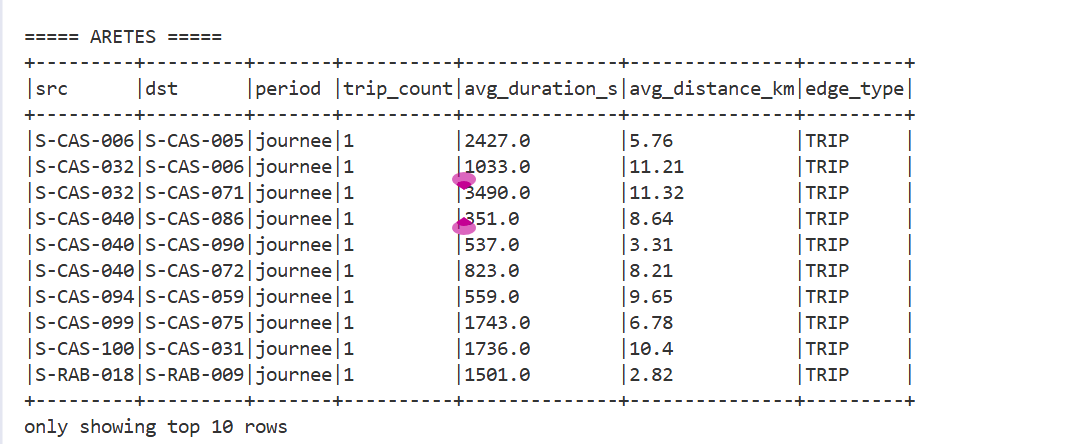 ===== ARETES =====
+---------+---------+-------+----------+--------------+---------------+---------+
|src      |dst      |period |trip_count|avg_duration_s|avg_distance_km|edge_type|
+---------+---------+-------+----------+--------------+---------------+---------+
|S-CAS-006|S-CAS-005|journee|1         |2427.0        |5.76           |TRIP     |
|S-CAS-032|S-CAS-006|journee|1         |1033.0        |11.21          |TRIP     |
|S-CAS-032|S-CAS-071|journee|1         |3490.0        |11.32          |TRIP     |
|S-CAS-040|S-CAS-086|journee|1         |351.0         |8.64           |TRIP     |
|S-CAS-040|S-CAS-090|journee|1         |537.0         |3.31           |TRIP     |
|S-CAS-040|S-CAS-072|journee|1         |823.0         |8.21           |TRIP     |
|S-CAS-094|S-CAS-059|journee|1         |559.0         |9.65           |TRIP     |
|S-CAS-099|S-CAS-075|journee|1         |1743.0        |6.78           |TRIP     |
|S-CAS-100|S-CAS-031|journee|1         |1736.0        |10.4           |TRIP     |
|S-RAB-018|S-RAB-009|journee|1         |1501.0        |2.82           |TRIP     |
+---------+---------+-------+----------+--------------+---------------+---------+
only showing top 10 rows